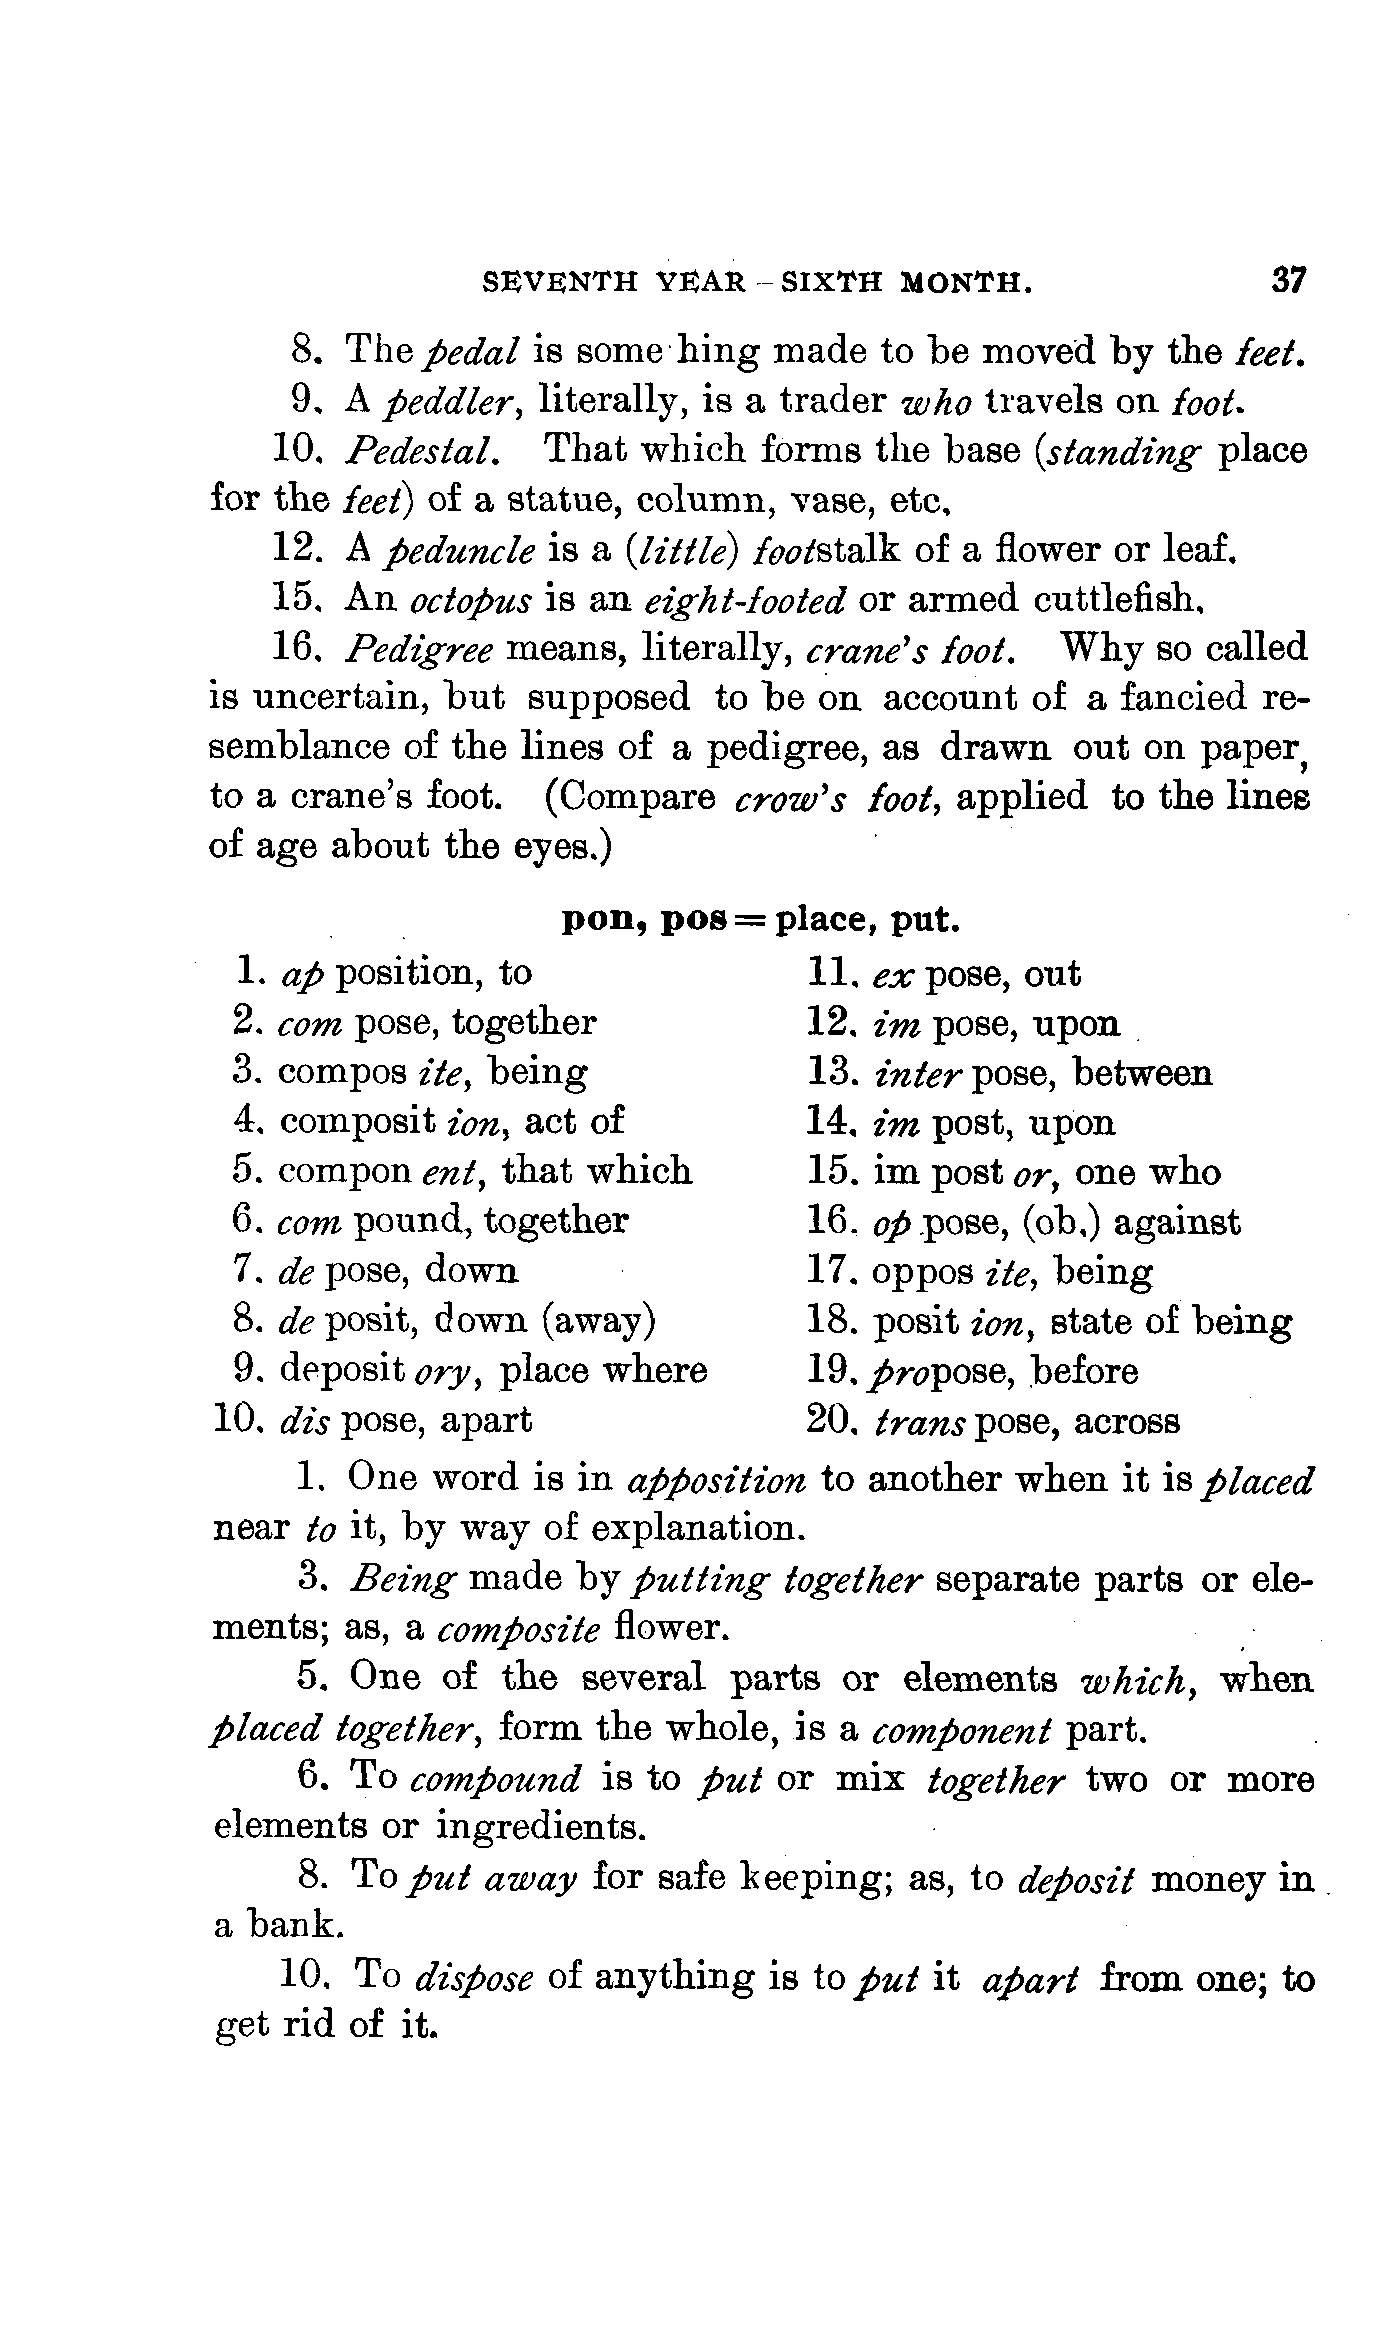 SEVENTH YEAR – SIXTH MONTH. 37
8. The pedal is some hing made to be moved by the feet.
9. A peddler, literally, is a trader who travels on foot.
10. Pedestal. That which forms the base (standing place
for the feet) of a statue, column, vase, etc.
12. A peduncle is a (little) footstalk of a flower or leaf.
15. An octopus is an eight-footed or armed cuttlefish.
16. Pedigree means, literally, crane's foot. Why so called
is uncertain, but supposed to be on account of a fancied re-
semblance of the lines of a pedigree, as drawn out on paper,
to a crane's foot. (Compare crow's foot, applied to the lines
of age about the eyes.)
pon, pos = place, put.
1. ap position, to
2. com pose, together
3. compos ite, being
4. composit ion, act of
5. compon ent, that which
6. com pound, together
7. de pose, down
8. de posit, down (away)
9. deposit ory, place where
10. dis pose, apart
11. ex pose, out
12. im pose, upon
13. inter pose, between
14. im post, upon
15. im post or, one who
16. op pose, (ob.) against
17. oppos ite, being
18. posit ion, state of being
19. propose, before
20. trans pose, across
1. One word is in apposition to another when it is placed
near to it, by way of explanation.
3. Being made by putting together separate parts or ele-
ments; as, a composite flower.
5. One of the several parts or elements which, when
placed together, form the whole, is a component part.
6. To compound is to put or mix together two or more
elements or ingredients.
8. To put away for safe keeping; as, to deposit money in
a bank.
10. To dispose of anything is to put it apart from one; to
get rid of it.